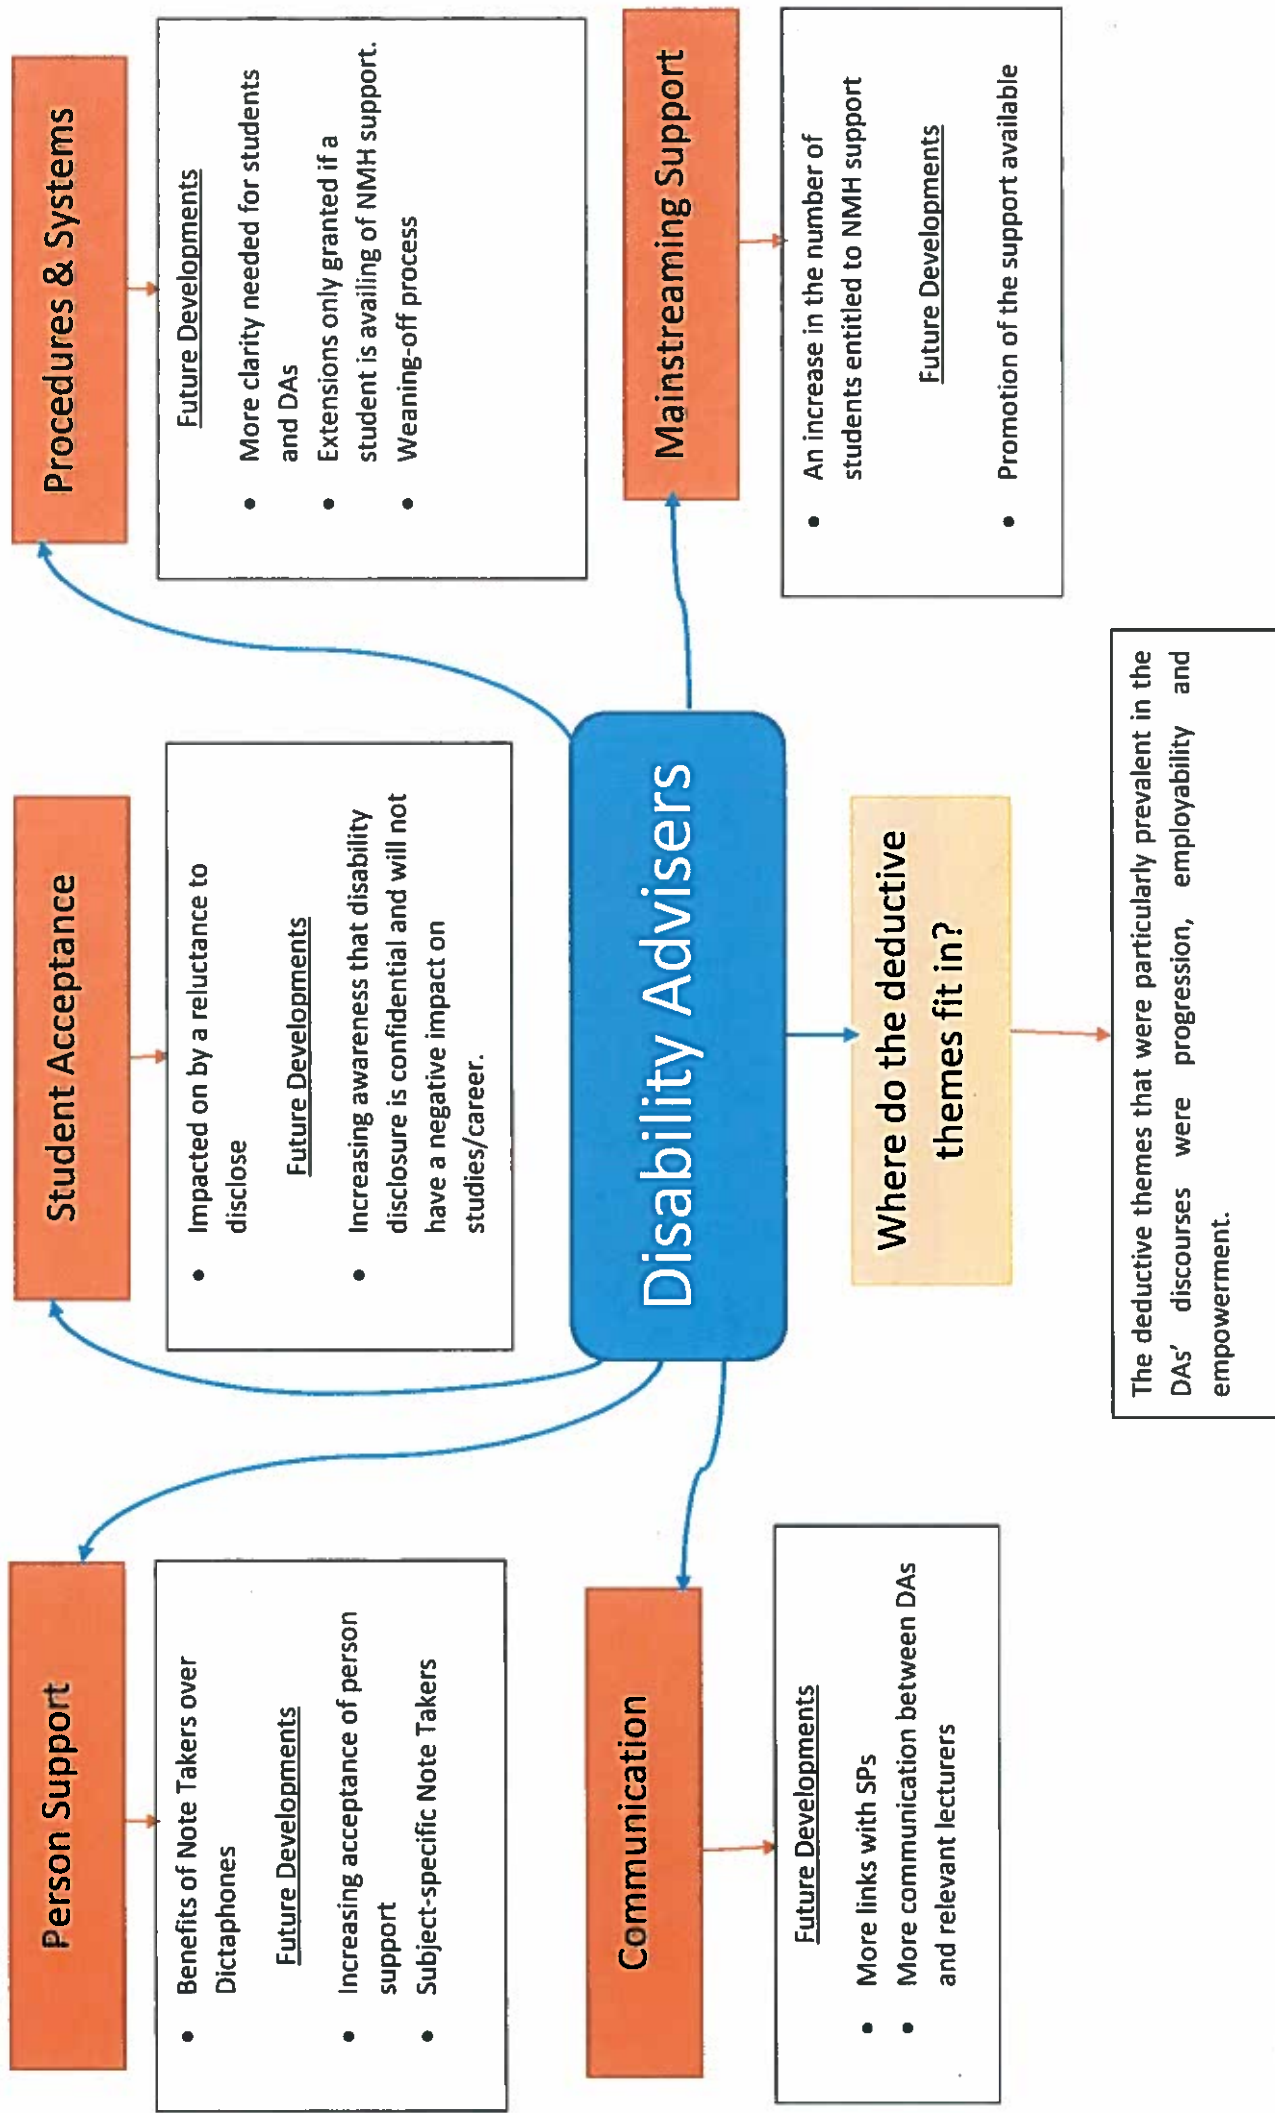 Person Support
• Benefits of Note Takers over
Dictaphones
Future Developments
• Increasing acceptance of person
support
• Subject-specific Note Takers
Student Acceptance
• Impacted on by a reluctance to
disclose
Future Developments
• Increasing awareness that disability
disclosure is confidential and will not
have a negative impact on
studies/career.
Procedures & Systems
Future Developments
• More clarity needed for students
and DAs
• Extensions only granted if a
student is availing of NMH support.
• Weaning-off process
Disability Advisers
Communication
Future Developments
• More links with SPs
• More communication between DAs
and relevant lecturers
Mainstreaming Support
• An increase in the number of
students entitled to NMH support
Future Developments
• Promotion of the support available
Where do the deductive
themes fit in?
The deductive themes that were particularly prevalent in the
DAs' discourses were progression, employability and
empowerment.